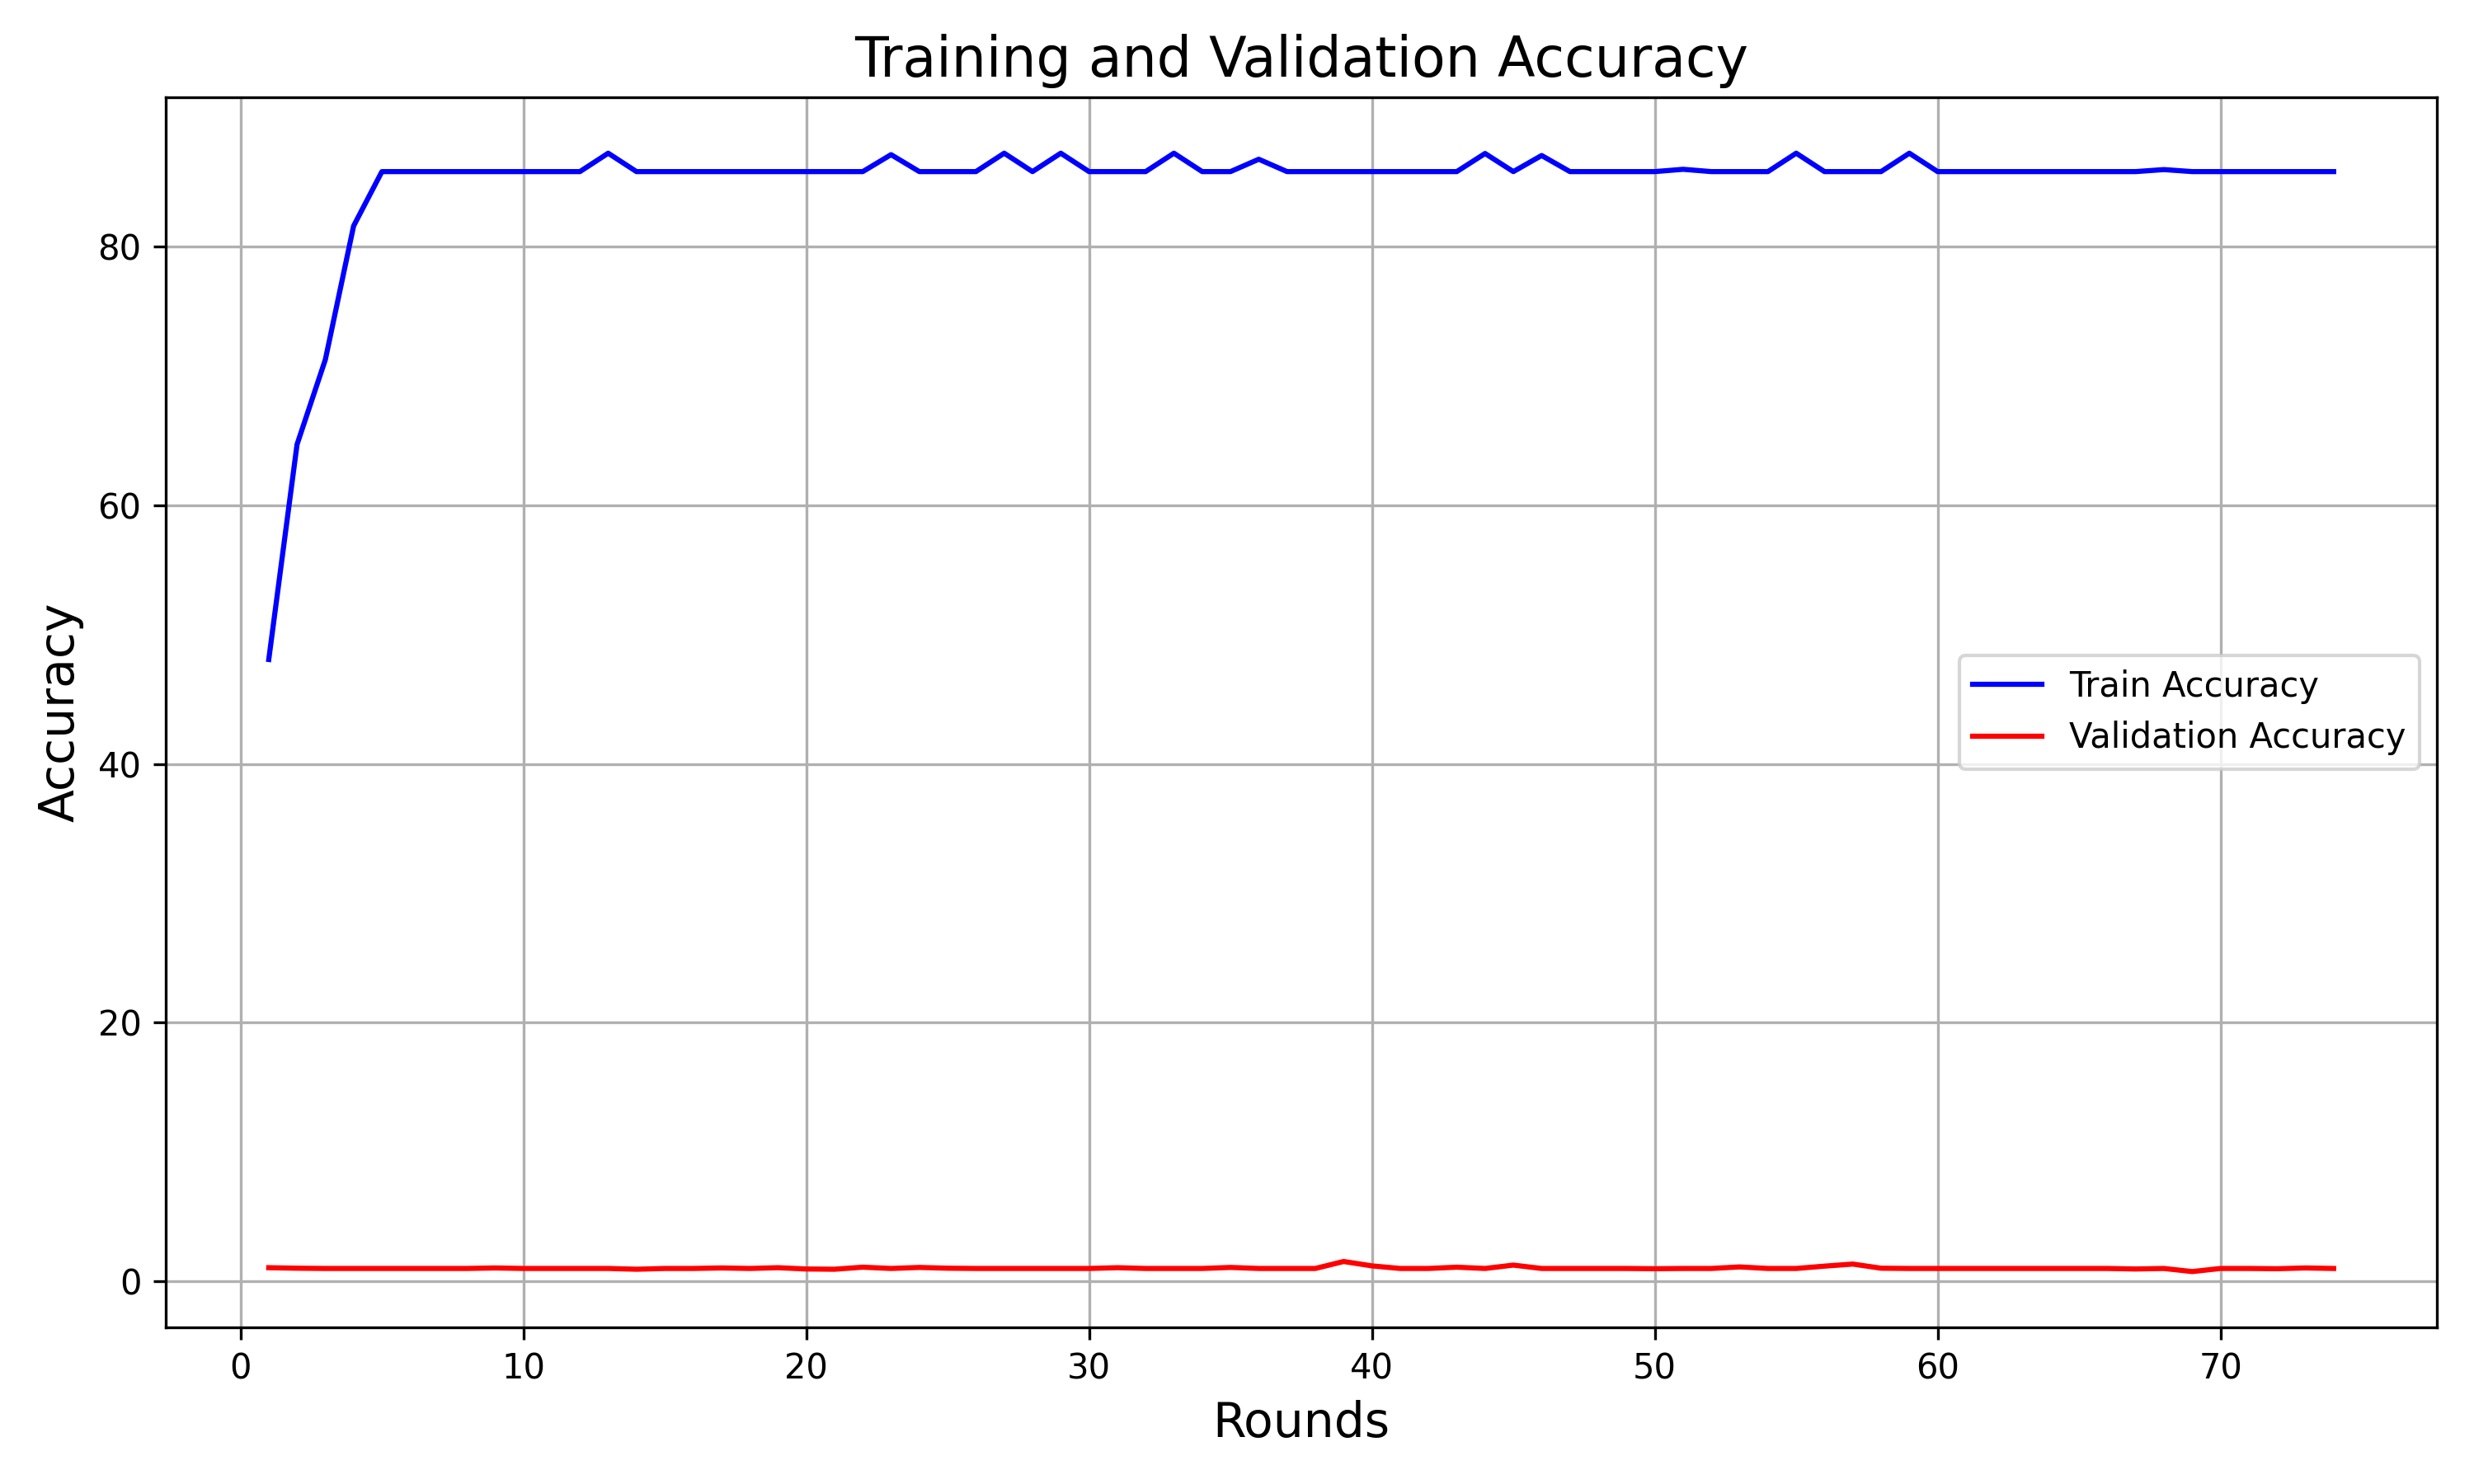 Training and Validation Accuracy
Accuracy
80
60
40
20
0
Train Accuracy
Validation Accuracy
0 10 20 30 40 50 60 70
Rounds